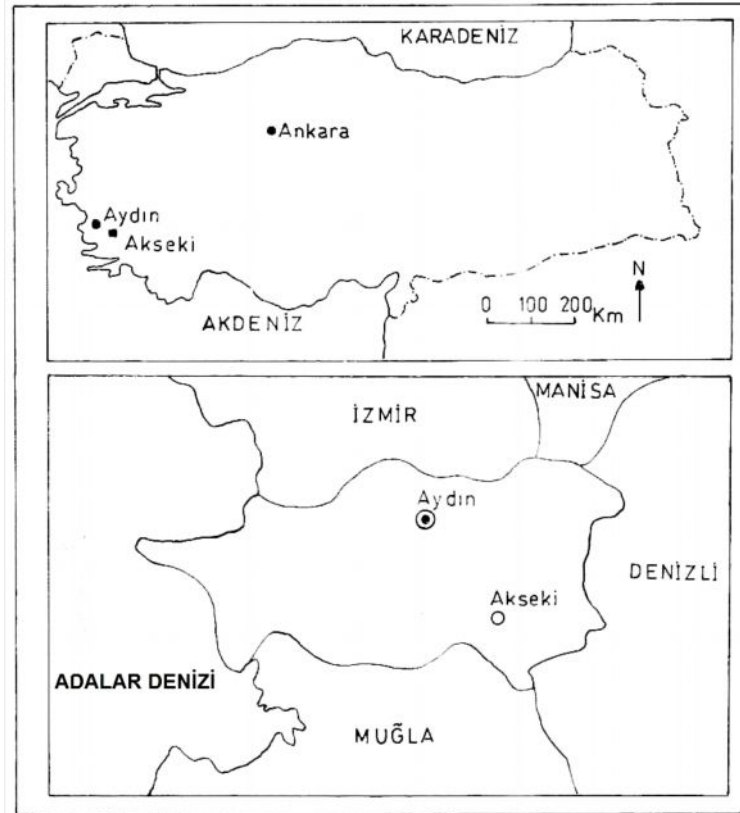 KARADENİZ
Ankara
Aydın
Akseki
N
0 100 200 Km
AKDENİZ
MANİSA
İZMİR
Aydın
DENİZLİ
Akseki
ADALAR DENİZİ
MUĞLA